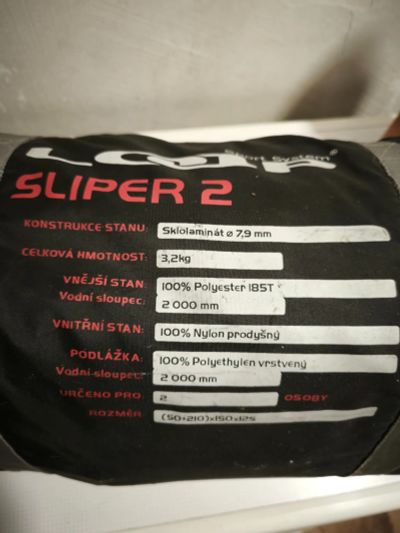 LOAP
Sport System®
SLIPER 2
KONSTRUKCE STANU: Sklolaminát ø 7,9 mm
CELKOVÁ HMOTNOST: 3,2kg
VNĚJŠÍ STAN: 100% Polyester 185T
Vodní sloupec: 2 000 mm
VNITŘNÍ STAN: 100% Nylon prodyšný
PODLÁŽKA: 100% Polyethylen vrstvený
Vodní sloupec: 2 000 mm
URČENO PRO: 2 OSOBY
ROZMĚR (50+210)x150x125